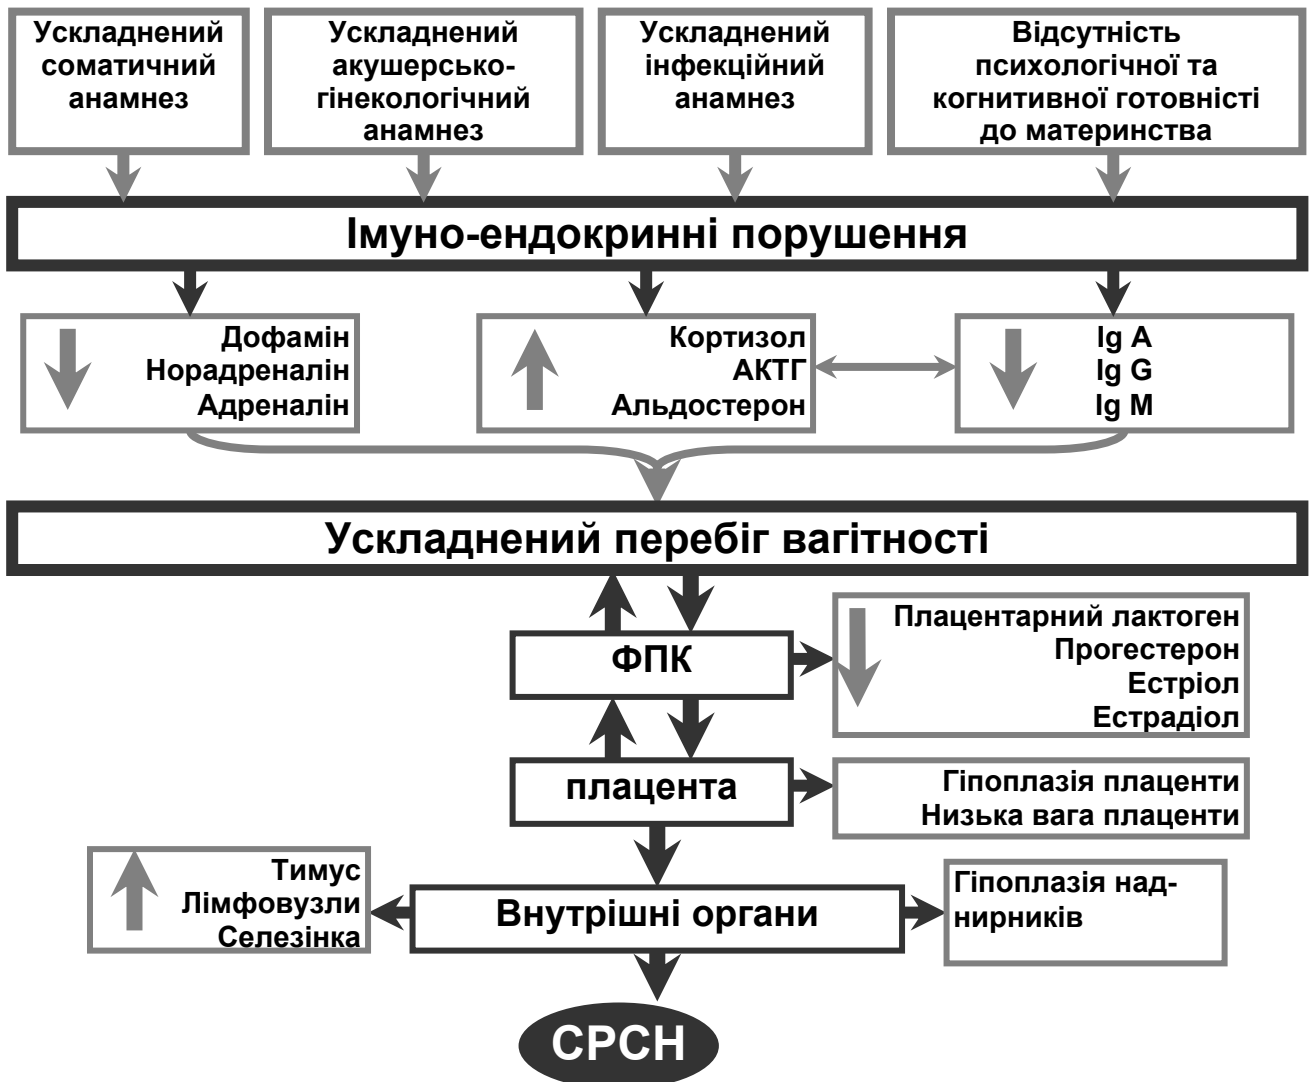 Ускладнений
соматичний
анамнез
Ускладнений
акушерсько-
гінекологічний
анамнез
Ускладнений
інфекційний
анамнез
Відсутність
психологічної та
когнитивної готовністі
до материнства
Імуно-ендокринні порушення
Дофамін
Норадреналін
Адреналін
Кортизол
АКТГ
Альдостерон
Ig A
Ig G
Ig M
Ускладнений перебіг вагітності
ФПК
Плацентарний лактоген
Прогестерон
Естріол
Естрадіол
плацента
Гіпоплазія плаценти
Низька вага плаценти
Тимус
Лімфовузли
Селезінка
Внутрішні органи
Гіпоплазія над-
нирників
СРСН